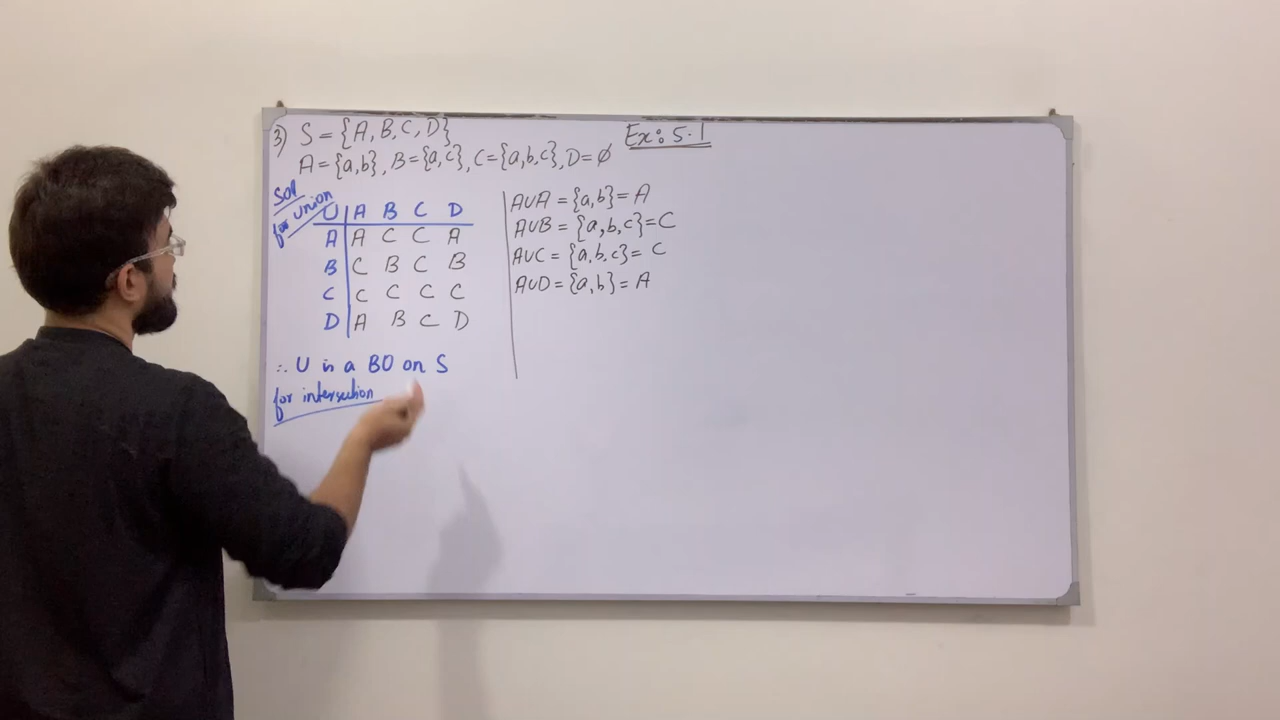 3) S = {A, B, C, D}
Ex: 5.1
A = {a,b}, B = {a,c}, C = {a,b,c}, D = ∅
Sol
for union
∪ A B C D
A A C C A
B C B C B
C C C C C
D A B C D
∴ U is a BO on S
for intersection
A∪A = {a,b} = A
A∪B = {a,b,c} = C
A∪C = {a,b,c} = C
A∪D = {a,b} = A